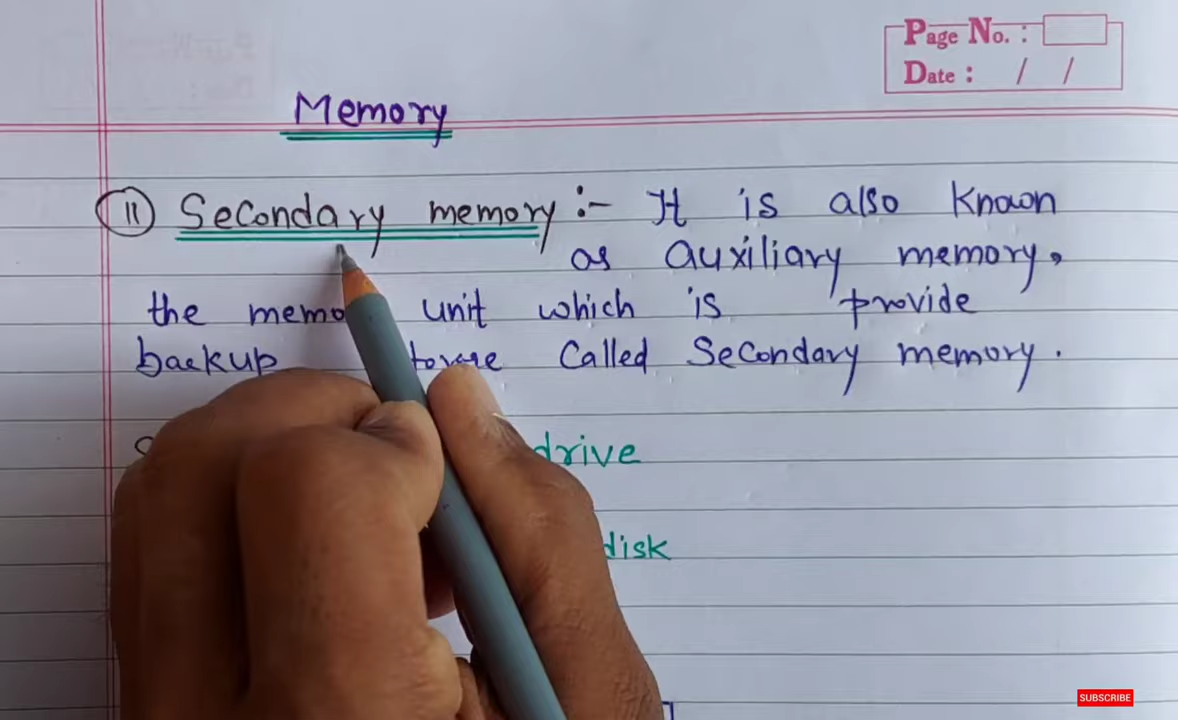 Page No. :
Date : / /
Memory
(II) Secondary memory :- It is also known
as auxiliary memory,
the memo unit which is provide
backup called Secondary memory.
drive
disk
SUBSCRIBE